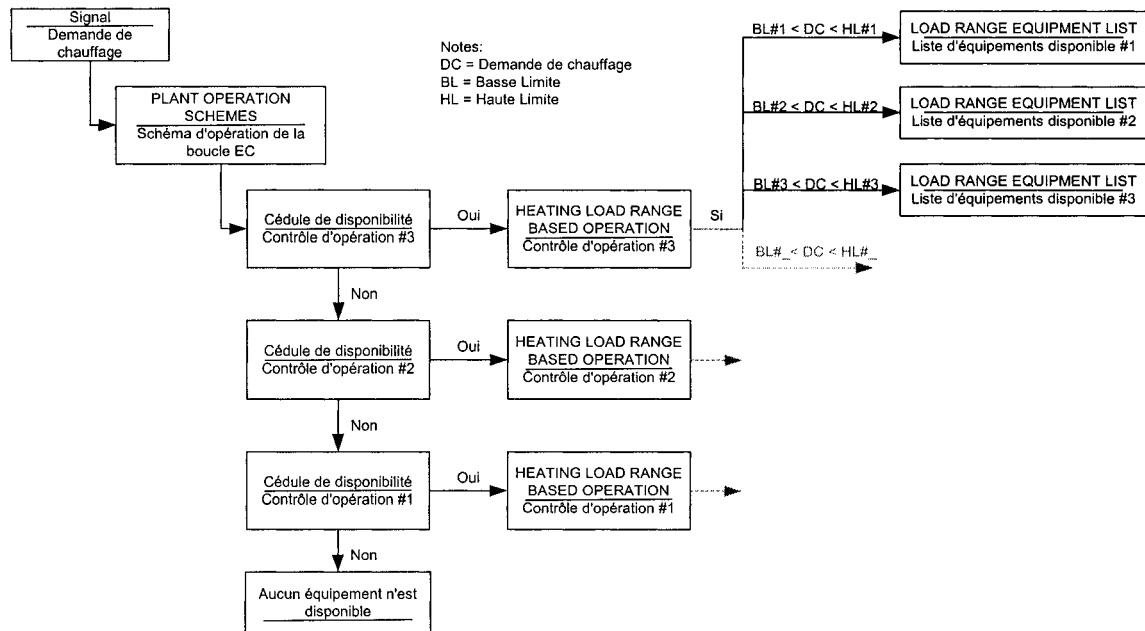 Signal
Demande de
chauffage
PLANT OPERATION
SCHEMES
Schéma d'opération de la
boucle EC
Notes:
DC = Demande de chauffage
BL = Basse Limite
HL = Haute Limite
Cédule de disponibilité
Contrôle d'opération #3
Oui
HEATING LOAD RANGE
BASED OPERATION
Contrôle d'opération #3
Si
BL#1 < DC < HL#1
LOAD RANGE EQUIPMENT LIST
Liste d'équipements disponible #1
BL#2 < DC < HL#2
LOAD RANGE EQUIPMENT LIST
Liste d'équipements disponible #2
BL#3 < DC < HL#3
LOAD RANGE EQUIPMENT LIST
Liste d'équipements disponible #3
BL#_< DC < HL#_
Non
Cédule de disponibilité
Contrôle d'opération #2
Oui
HEATING LOAD RANGE
BASED OPERATION
Contrôle d'opération #2
Non
Cédule de disponibilité
Contrôle d'opération #1
Oui
HEATING LOAD RANGE
BASED OPERATION
Contrôle d'opération #1
Non
Aucun équipement n'est
disponible